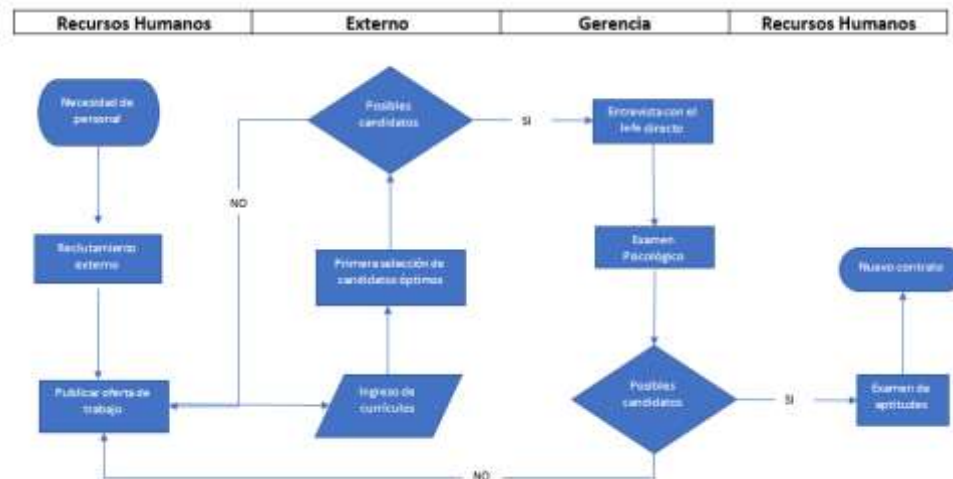 Recursos Humanos
Externo
Gerencia
Recursos Humanos
Necesidad de
personal
Posibles
candidatos
SI
Entrevista con el
Jefe directo
NO
Reclutamiento
externo
Primera selección de
candidatos óptimos
Examen
Psicológico
Nuevo contrato
Publicar oferta de
trabajo
Ingreso de
currículos
Posibles
candidatos
SI
Examen de
aptitudes
NO